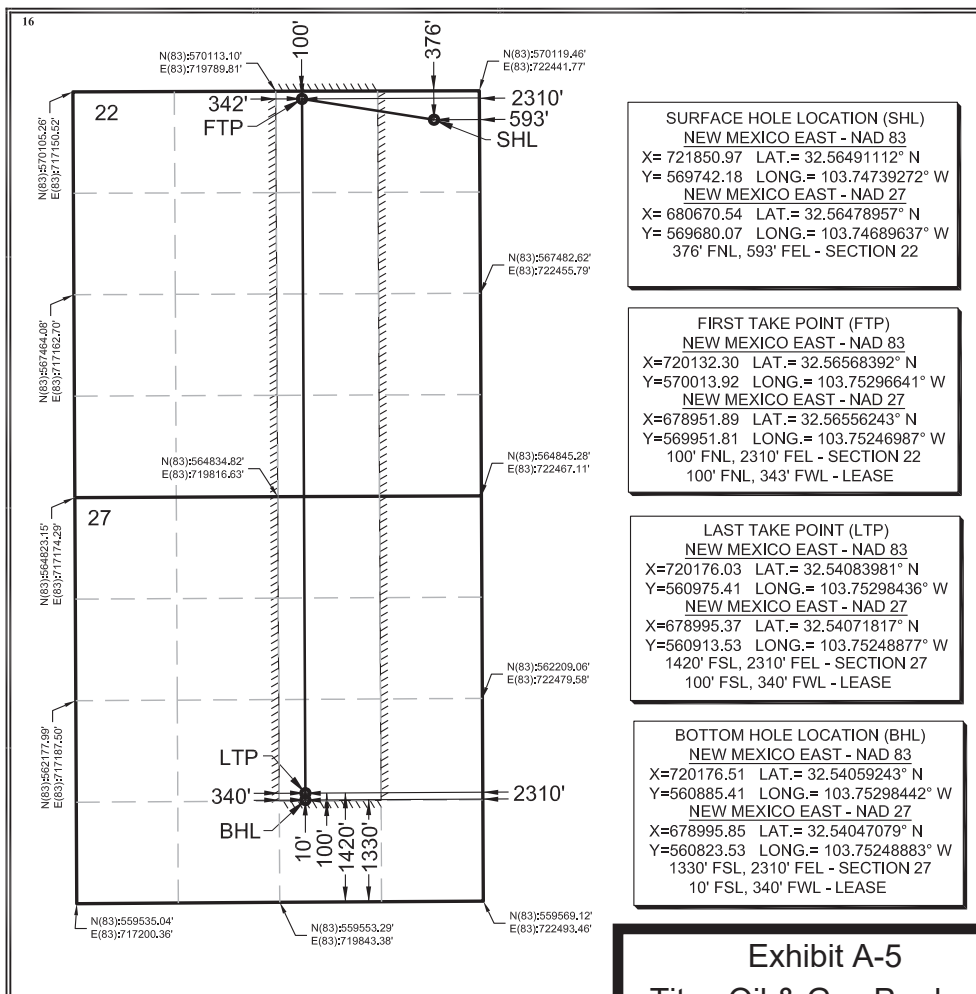 16
N(83):570113.10'
E(83):719789.81'
100'
376'
N(83):570119.46'
E(83):722441.77'
N(83):570105.26'
E(83):717150.52'
22
342'
FTP
2310'
593'
SHL
N(83):567482.62'
E(83):722455.79'
N(83):567464.08'
E(83):717162.70'
N(83):564834.82'
E(83):719816.63'
N(83):564845.28'
E(83):722467.11'
27
N(83):564823.15'
E(83):717174.29'
N(83):562209.06'
E(83):722479.58'
N(83):562177.99'
E(83):717187.50'
LTP
340'
2310'
BHL
10'
100'
1420'
1330'
N(83):559535.04'
E(83):717200.36'
N(83):559553.29'
E(83):719843.38'
N(83):559569.12'
E(83):722493.46'
SURFACE HOLE LOCATION (SHL)
NEW MEXICO EAST - NAD 83
X= 721850.97 LAT.= 32.56491112° N
Y= 569742.18 LONG.= 103.74739272° W
NEW MEXICO EAST - NAD 27
X= 680670.54 LAT.= 32.56478957° N
Y= 569680.07 LONG.= 103.74689637° W
376' FNL, 593' FEL - SECTION 22
FIRST TAKE POINT (FTP)
NEW MEXICO EAST - NAD 83
X=720132.30 LAT.= 32.56568392° N
Y=570013.92 LONG.= 103.75296641° W
NEW MEXICO EAST - NAD 27
X=678951.89 LAT.= 32.56556243° N
Y=569951.81 LONG.= 103.75246987° W
100' FNL, 2310' FEL - SECTION 22
100' FNL, 343' FWL - LEASE
LAST TAKE POINT (LTP)
NEW MEXICO EAST - NAD 83
X=720176.03 LAT.= 32.54083981° N
Y=560975.41 LONG.= 103.75298436° W
NEW MEXICO EAST - NAD 27
X=678995.37 LAT.= 32.54071817° N
Y=560913.53 LONG.= 103.75248877° W
1420' FSL, 2310' FEL - SECTION 27
100' FSL, 340' FWL - LEASE
BOTTOM HOLE LOCATION (BHL)
NEW MEXICO EAST - NAD 83
X=720176.51 LAT.= 32.54059243° N
Y=560885.41 LONG.= 103.75298442° W
NEW MEXICO EAST - NAD 27
X=678995.85 LAT.= 32.54047079° N
Y=560823.53 LONG.= 103.75248883° W
1330' FSL, 2310' FEL - SECTION 27
10' FSL, 340' FWL - LEASE
Exhibit A-5